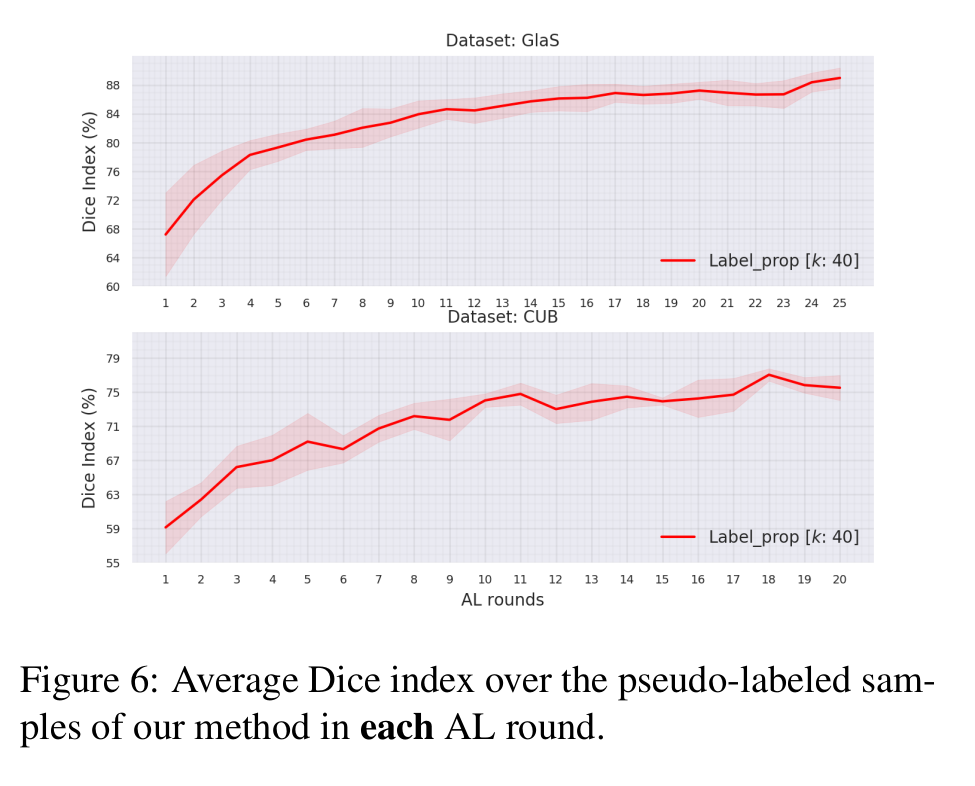 Dataset: GlaS
88
84
80
76
72
68
64
60
Dice Index (%)
Label_prop [k: 40]
1 2 3 4 5 6 7 8 9 10 11 12 13 14 15 16 17 18 19 20 21 22 23 24 25
Dataset: CUB
79
75
71
67
63
59
55
Dice Index (%)
Label_prop [k: 40]
1 2 3 4 5 6 7 8 9 10 11 12 13 14 15 16 17 18 19 20
AL rounds
Figure 6: Average Dice index over the pseudo-labeled sam-
ples of our method in each AL round.